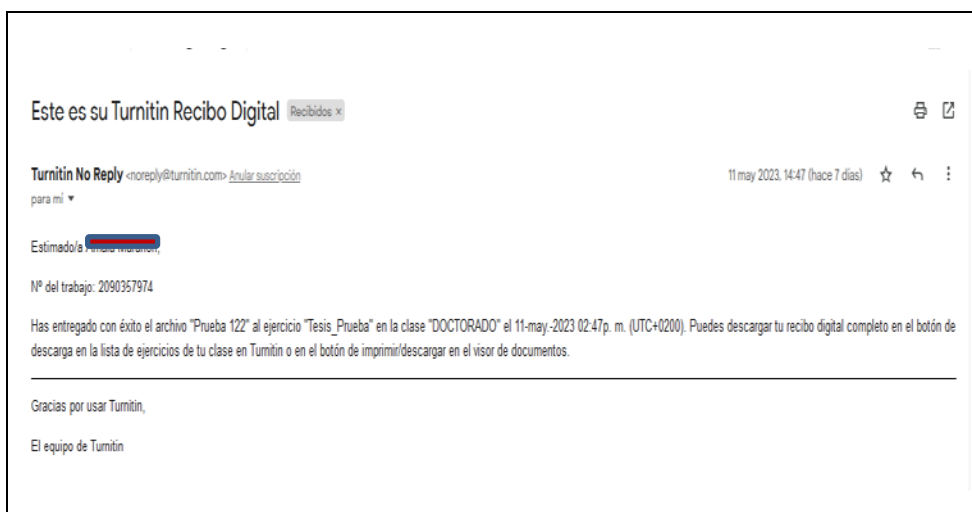 Este es su Turnitin Recibo Digital Recibidos ×
Turnitin No Reply <noreply@turnitin.com> Anular suscripción
11 may 2023, 14:47 (hace 7 días)
para mí
Estimado/a
Nº del trabajo: 2090357974
Has entregado con éxito el archivo "Prueba 122" al ejercicio "Tesis_Prueba" en la clase "DOCTORADO" el 11-may.-2023 02:47p. m. (UTC+0200). Puedes descargar tu recibo digital completo en el botón de
descarga en la lista de ejercicios de tu clase en Turnitin o en el botón de imprimir/descargar en el visor de documentos.
Gracias por usar Turnitin,
El equipo de Turnitin